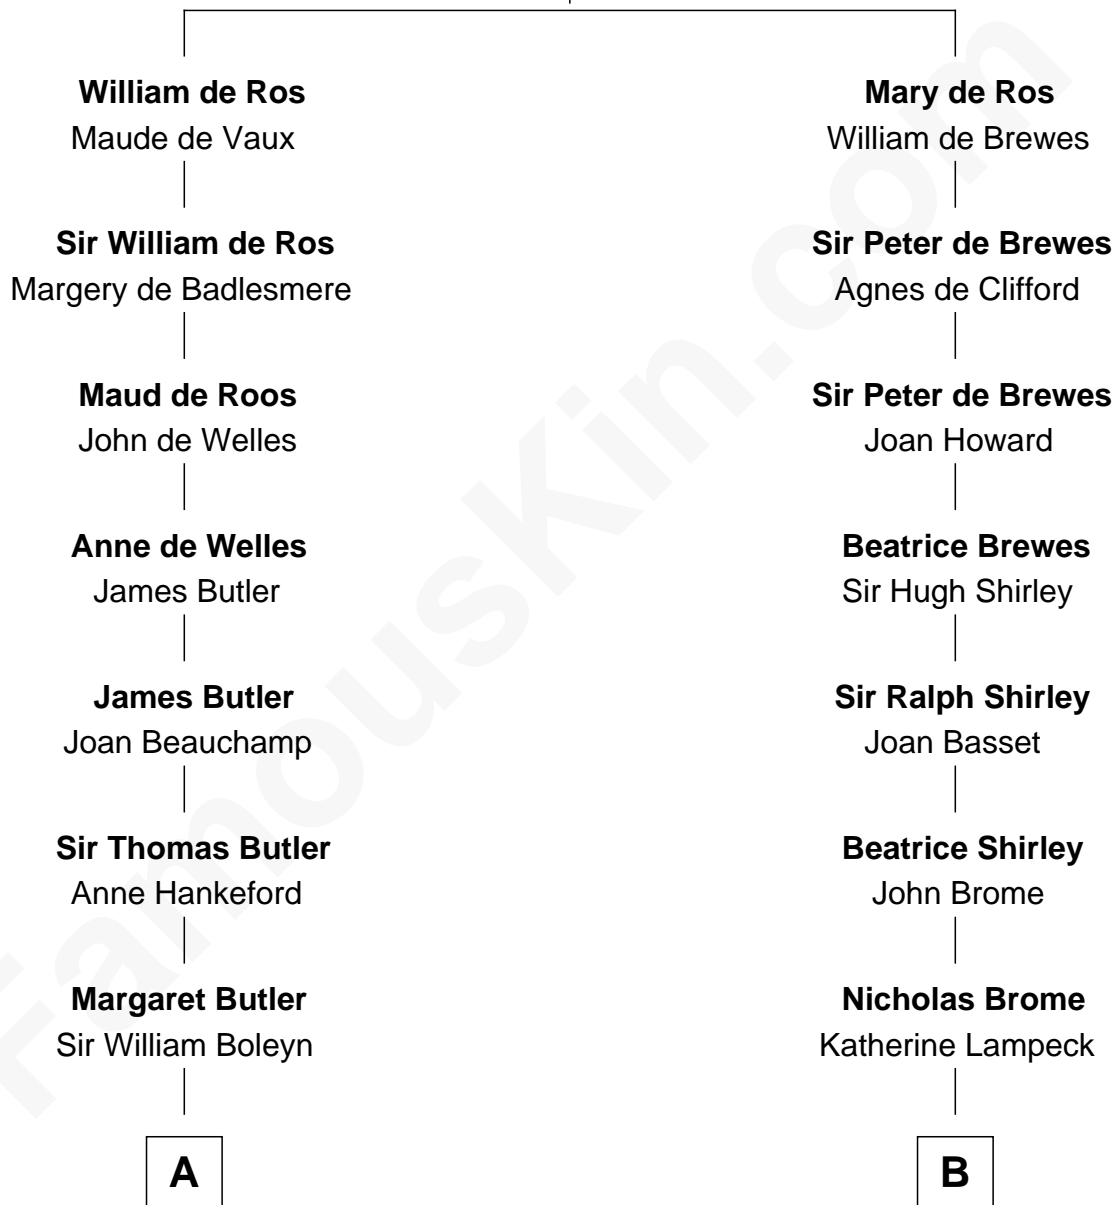 William de Ros
Maude de Vaux
Sir William de Ros
Margery de Badlesmere
Maud de Roos
John de Welles
Anne de Welles
James Butler
James Butler
Joan Beauchamp
Sir Thomas Butler
Anne Hankeford
Margaret Butler
Sir William Boleyn
A
Mary de Ros
William de Brewes
Sir Peter de Brewes
Agnes de Clifford
Sir Peter de Brewes
Joan Howard
Beatrice Brewes
Sir Hugh Shirley
Sir Ralph Shirley
Joan Basset
Beatrice Shirley
John Brome
Nicholas Brome
Katherine Lampeck
B
FamousKin.com